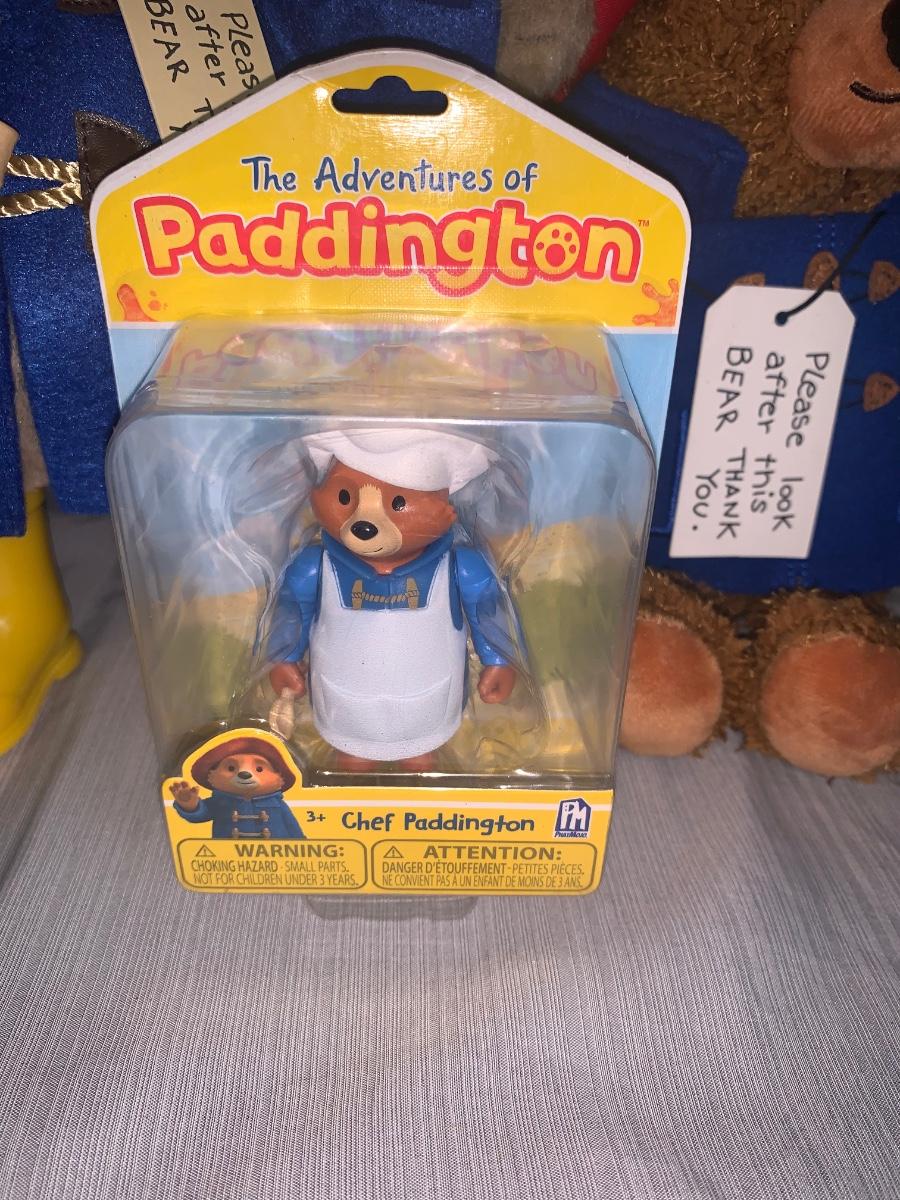 Pleas
after
BEAR
The Adventures of
Paddington™
Please look
after this
BEAR THANK
YOU.
3+ Chef Paddington
PM
PhatMojo
⚠ WARNING:
CHOKING HAZARD - SMALL PARTS.
NOT FOR CHILDREN UNDER 3 YEARS.
⚠ ATTENTION:
DANGER D'ÉTOUFFEMENT - PETITES PIÈCES.
NE CONVIENT PAS À UN ENFANT DE MOINS DE 3 ANS.